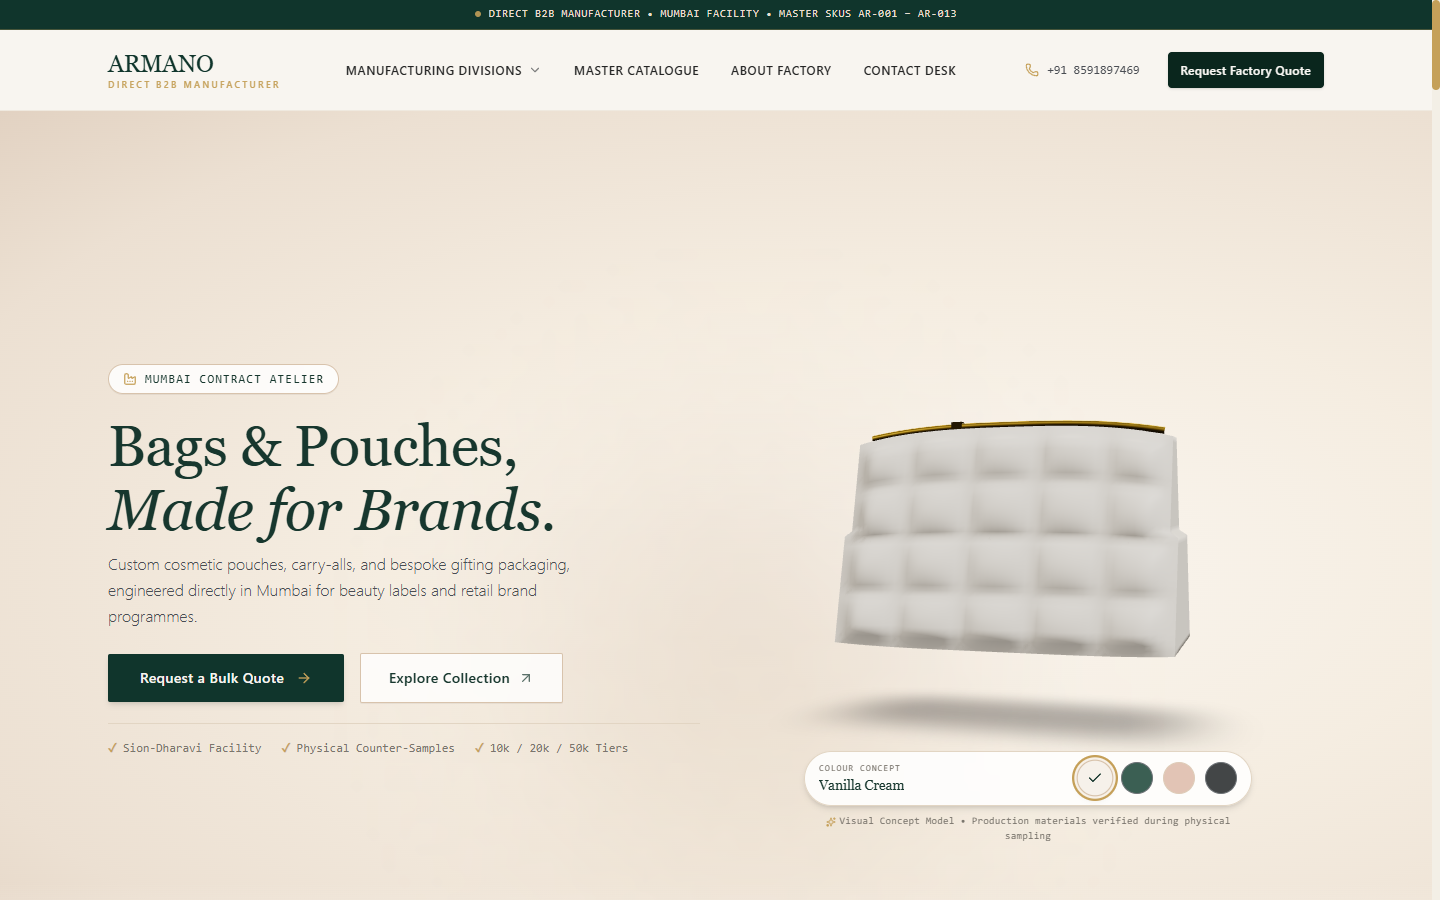 DIRECT B2B MANUFACTURER • MUMBAI FACILITY • MASTER SKUS AR-001 – AR-013
ARMANO
DIRECT B2B MANUFACTURER
MANUFACTURING DIVISIONS
MASTER CATALOGUE
ABOUT FACTORY
CONTACT DESK
+91 8591897469
Request Factory Quote
MUMBAI CONTRACT ATELIER
Bags & Pouches,
Made for Brands.
Custom cosmetic pouches, carry-alls, and bespoke gifting packaging,
engineered directly in Mumbai for beauty labels and retail brand
programmes.
Request a Bulk Quote →
Explore Collection ↗
✓ Sion-Dharavi Facility
✓ Physical Counter-Samples
✓ 10k / 20k / 50k Tiers
COLOUR CONCEPT
Vanilla Cream
Visual Concept Model • Production materials verified during physical
sampling